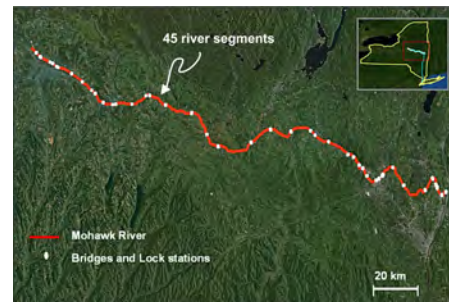 45 river segments
Mohawk River
Bridges and Lock stations
20 km